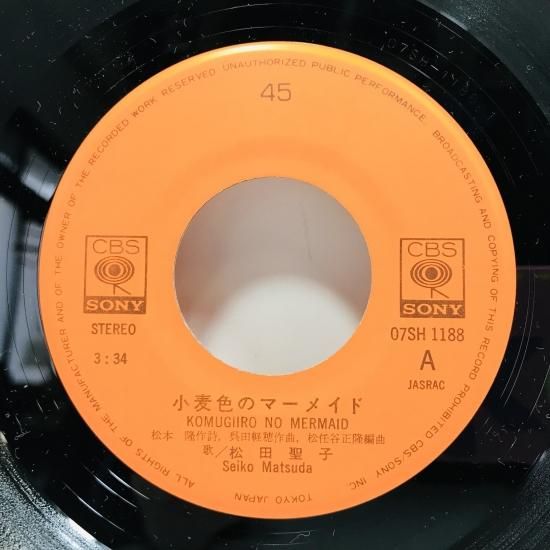 ALL RIGHTS OF THE MANUFACTURER AND OF THE OWNER OF THE RECORDED WORK RESERVED UNAUTHORIZED PUBLIC PERFORMANCE BROADCASTING AND COPYING OF THIS RECORD PROHIBITED CBS/SONY INC.
TOKYO JAPAN
45
CBS
SONY
STEREO
3:34
CBS
SONY
07SH 1188
A
JASRAC
小麦色のマーメイド
KOMUGIIRO NO MERMAID
松本 隆作詩、呉田軽穂作曲、松任谷正隆編曲
歌/松田聖子
Seiko Matsuda